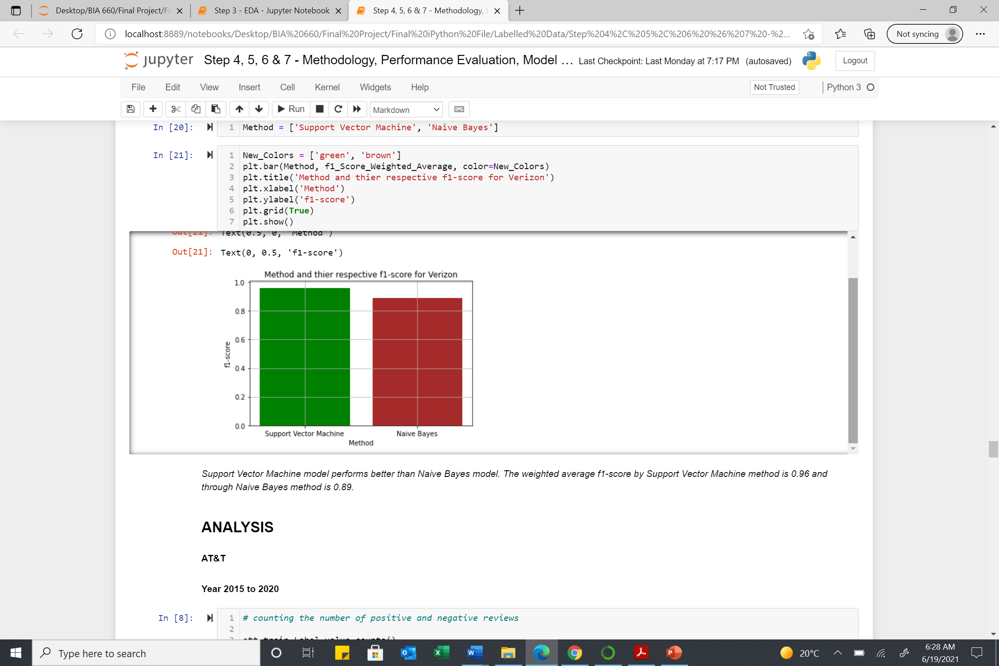 Desktop/BIA 660/Final Project/Fi
Step 3 - EDA - Jupyter Notebook
Step 4, 5, 6 & 7 - Methodology,
localhost:8889/notebooks/Desktop/BIA%20660/Final%20Project/Final%20iPython%20File/Labelled%20Data/Step%204%2C%205%2C%206%20%26%207%20-%2...
Not syncing
jupyter
Step 4, 5, 6 & 7 - Methodology, Performance Evaluation, Model ...
Last Checkpoint: Last Monday at 7:17 PM (autosaved)
Logout
File Edit View Insert Cell Kernel Widgets Help
Not Trusted
Python 3
Run
Markdown
In [20]:
1 Method = ['Support Vector Machine', 'Naive Bayes']
In [21]:
1 New_Colors = ['green', 'brown']
2 plt.bar(Method, f1_Score_Weighted_Average, color=New_Colors)
3 plt.title('Method and thier respective f1-score for Verizon')
4 plt.xlabel('Method')
5 plt.ylabel('f1-score')
6 plt.grid(True)
7 plt.show()
Out[21]: Text(0.5, 0, 'Method')
Out[21]: Text(0, 0.5, 'f1-score')
Method and thier respective f1-score for Verizon
1.0
0.8
0.6
0.4
0.2
0.0
f1-score
Support Vector Machine
Naive Bayes
Method
Support Vector Machine model performs better than Naive Bayes model. The weighted average f1-score by Support Vector Machine method is 0.96 and
through Naive Bayes method is 0.89.
ANALYSIS
AT&T
Year 2015 to 2020
In [8]:
1 # counting the number of positive and negative reviews
2
Type here to search
20°C
6:28 AM
6/19/2021